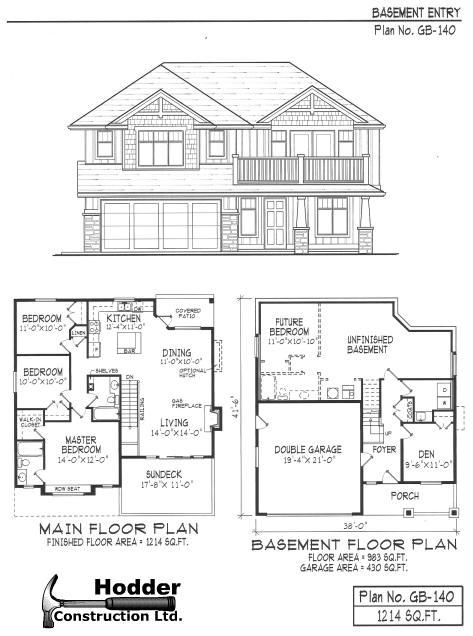 BASEMENT ENTRY
Plan No. GB-140
BEDROOM
11'-0"X10'-0"
LINEN
KITCHEN
12'-4"X11'-0"
BAR
COVERED
PATIO
DINING
11'-0"X10'-0"
OPTIONAL
HUTCH
BEDROOM
10'-0"X10'-0"
SHELVES
DN
RAILING
GAS
FIREPLACE
LIVING
14'-0"X14'-0"
WALK-IN
CLOSET
MASTER
BEDROOM
14'-0"X12'-0"
BOW SEAT
SUNDECK
17'-8"X 11'-0"
MAIN FLOOR PLAN
FINISHED FLOOR AREA = 1214 SQ.FT.
FUTURE
BEDROOM
11'-0"X10'-10"
UNFINISHED
BASEMENT
41'-6"
COATS
UP
DOUBLE GARAGE
19'-4"X 21'-0"
FOYER
DEN
9'-6"X11'-0"
PORCH
38'-0"
BASEMENT FLOOR PLAN
FLOOR AREA = 983 SQ.FT.
GARAGE AREA = 430 SQ.FT.
Hodder
Construction Ltd.
Plan No. GB-140
1214 SQ.FT.